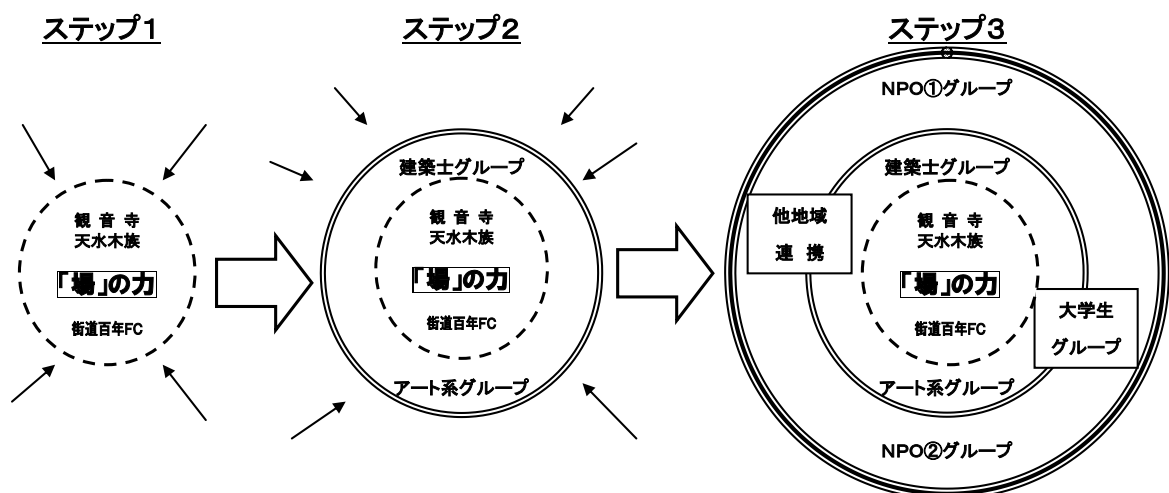 ステップ1
観 音 寺
天水木族
「場」の力
街道百年FC
ステップ2
建築士グループ
観 音 寺
天水木族
「場」の力
街道百年FC
アート系グループ
ステップ3
NPO①グループ
建築士グループ
他地域
連 携
観 音 寺
天水木族
「場」の力
街道百年FC
大学生
グループ
アート系グループ
NPO②グループ